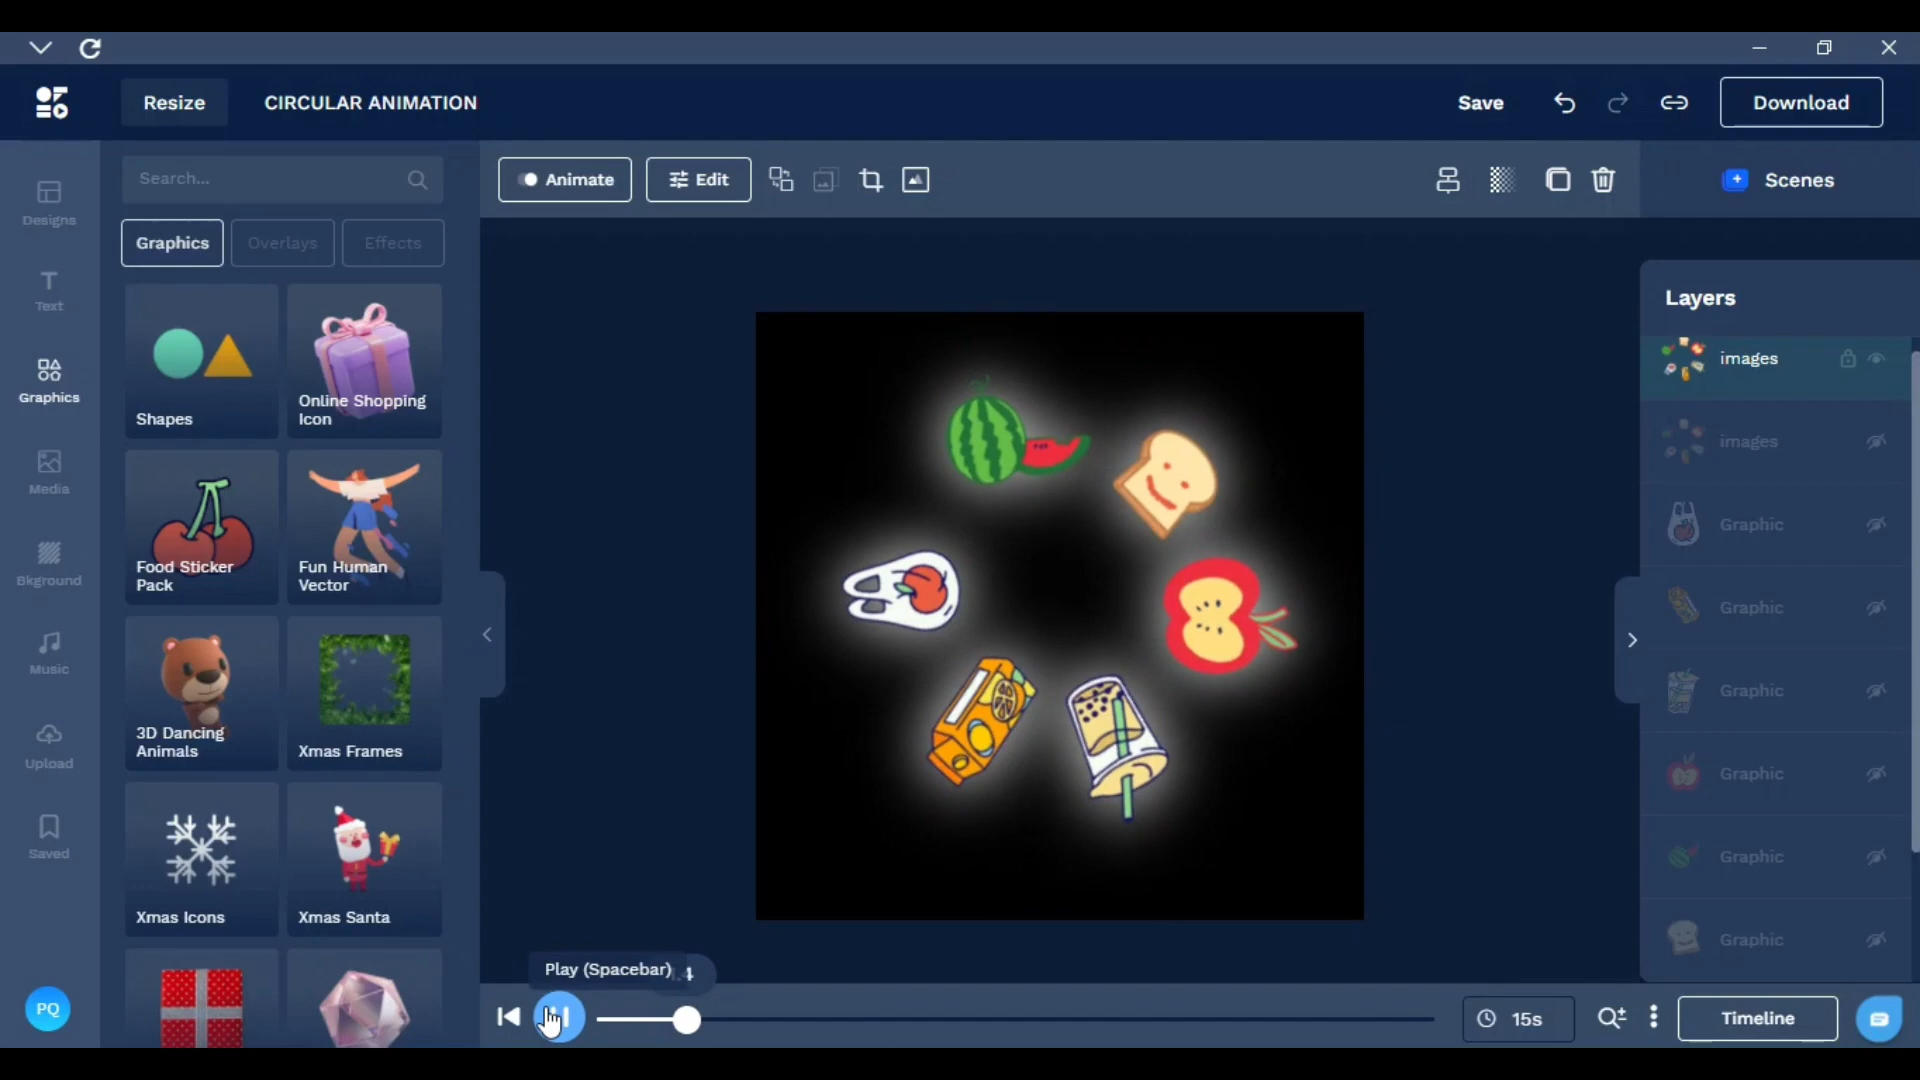 Resize
CIRCULAR ANIMATION
Save
Download
Search...
Animate
Edit
Scenes
Designs
Text
Graphics
Media
Bkground
Music
Upload
Saved
PQ
Graphics
Overlays
Effects
Shapes
Online Shopping
Icon
Food Sticker
Pack
Fun Human
Vector
3D Dancing
Animals
Xmas Frames
Xmas Icons
Xmas Santa
Layers
images
images
Graphic
Graphic
Graphic
Graphic
Graphic
Graphic
Play (Spacebar)
15s
Timeline